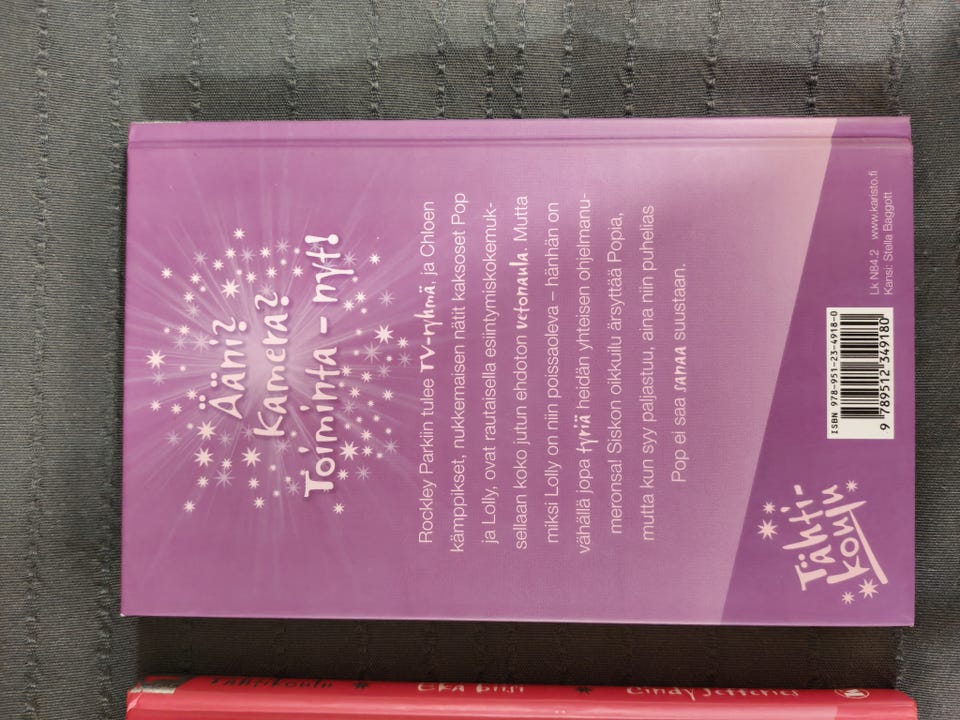 Ääni?
kamera?
Toiminta – nyt!
Rockley Parkiin tulee TV-ryhmä, ja Chloen
kämppikset, nukkemaisen nätit kaksoset Pop
ja Lolly, ovat rautaisella esiintymiskokemuk-
sellaan koko jutun ehdoton vetonaula. Mutta
miksi Lolly on niin poissaoleva – hänhän on
vähällä jopa tyriä heidän yhteisen ohjelmanu-
meronsa! Siskon oikkuilu ärsyttää Popia,
mutta kun syy paljastuu, aina niin puhelias
Pop ei saa sanaa suustaan.
Tähti-
koulu
ISBN 978-951-23-4918-0
9 789512 349180
Lk N84.2 www.karisto.fi
Kansi: Stella Baggott
Tähtikoulu Eka biisi Cindy Jefferies